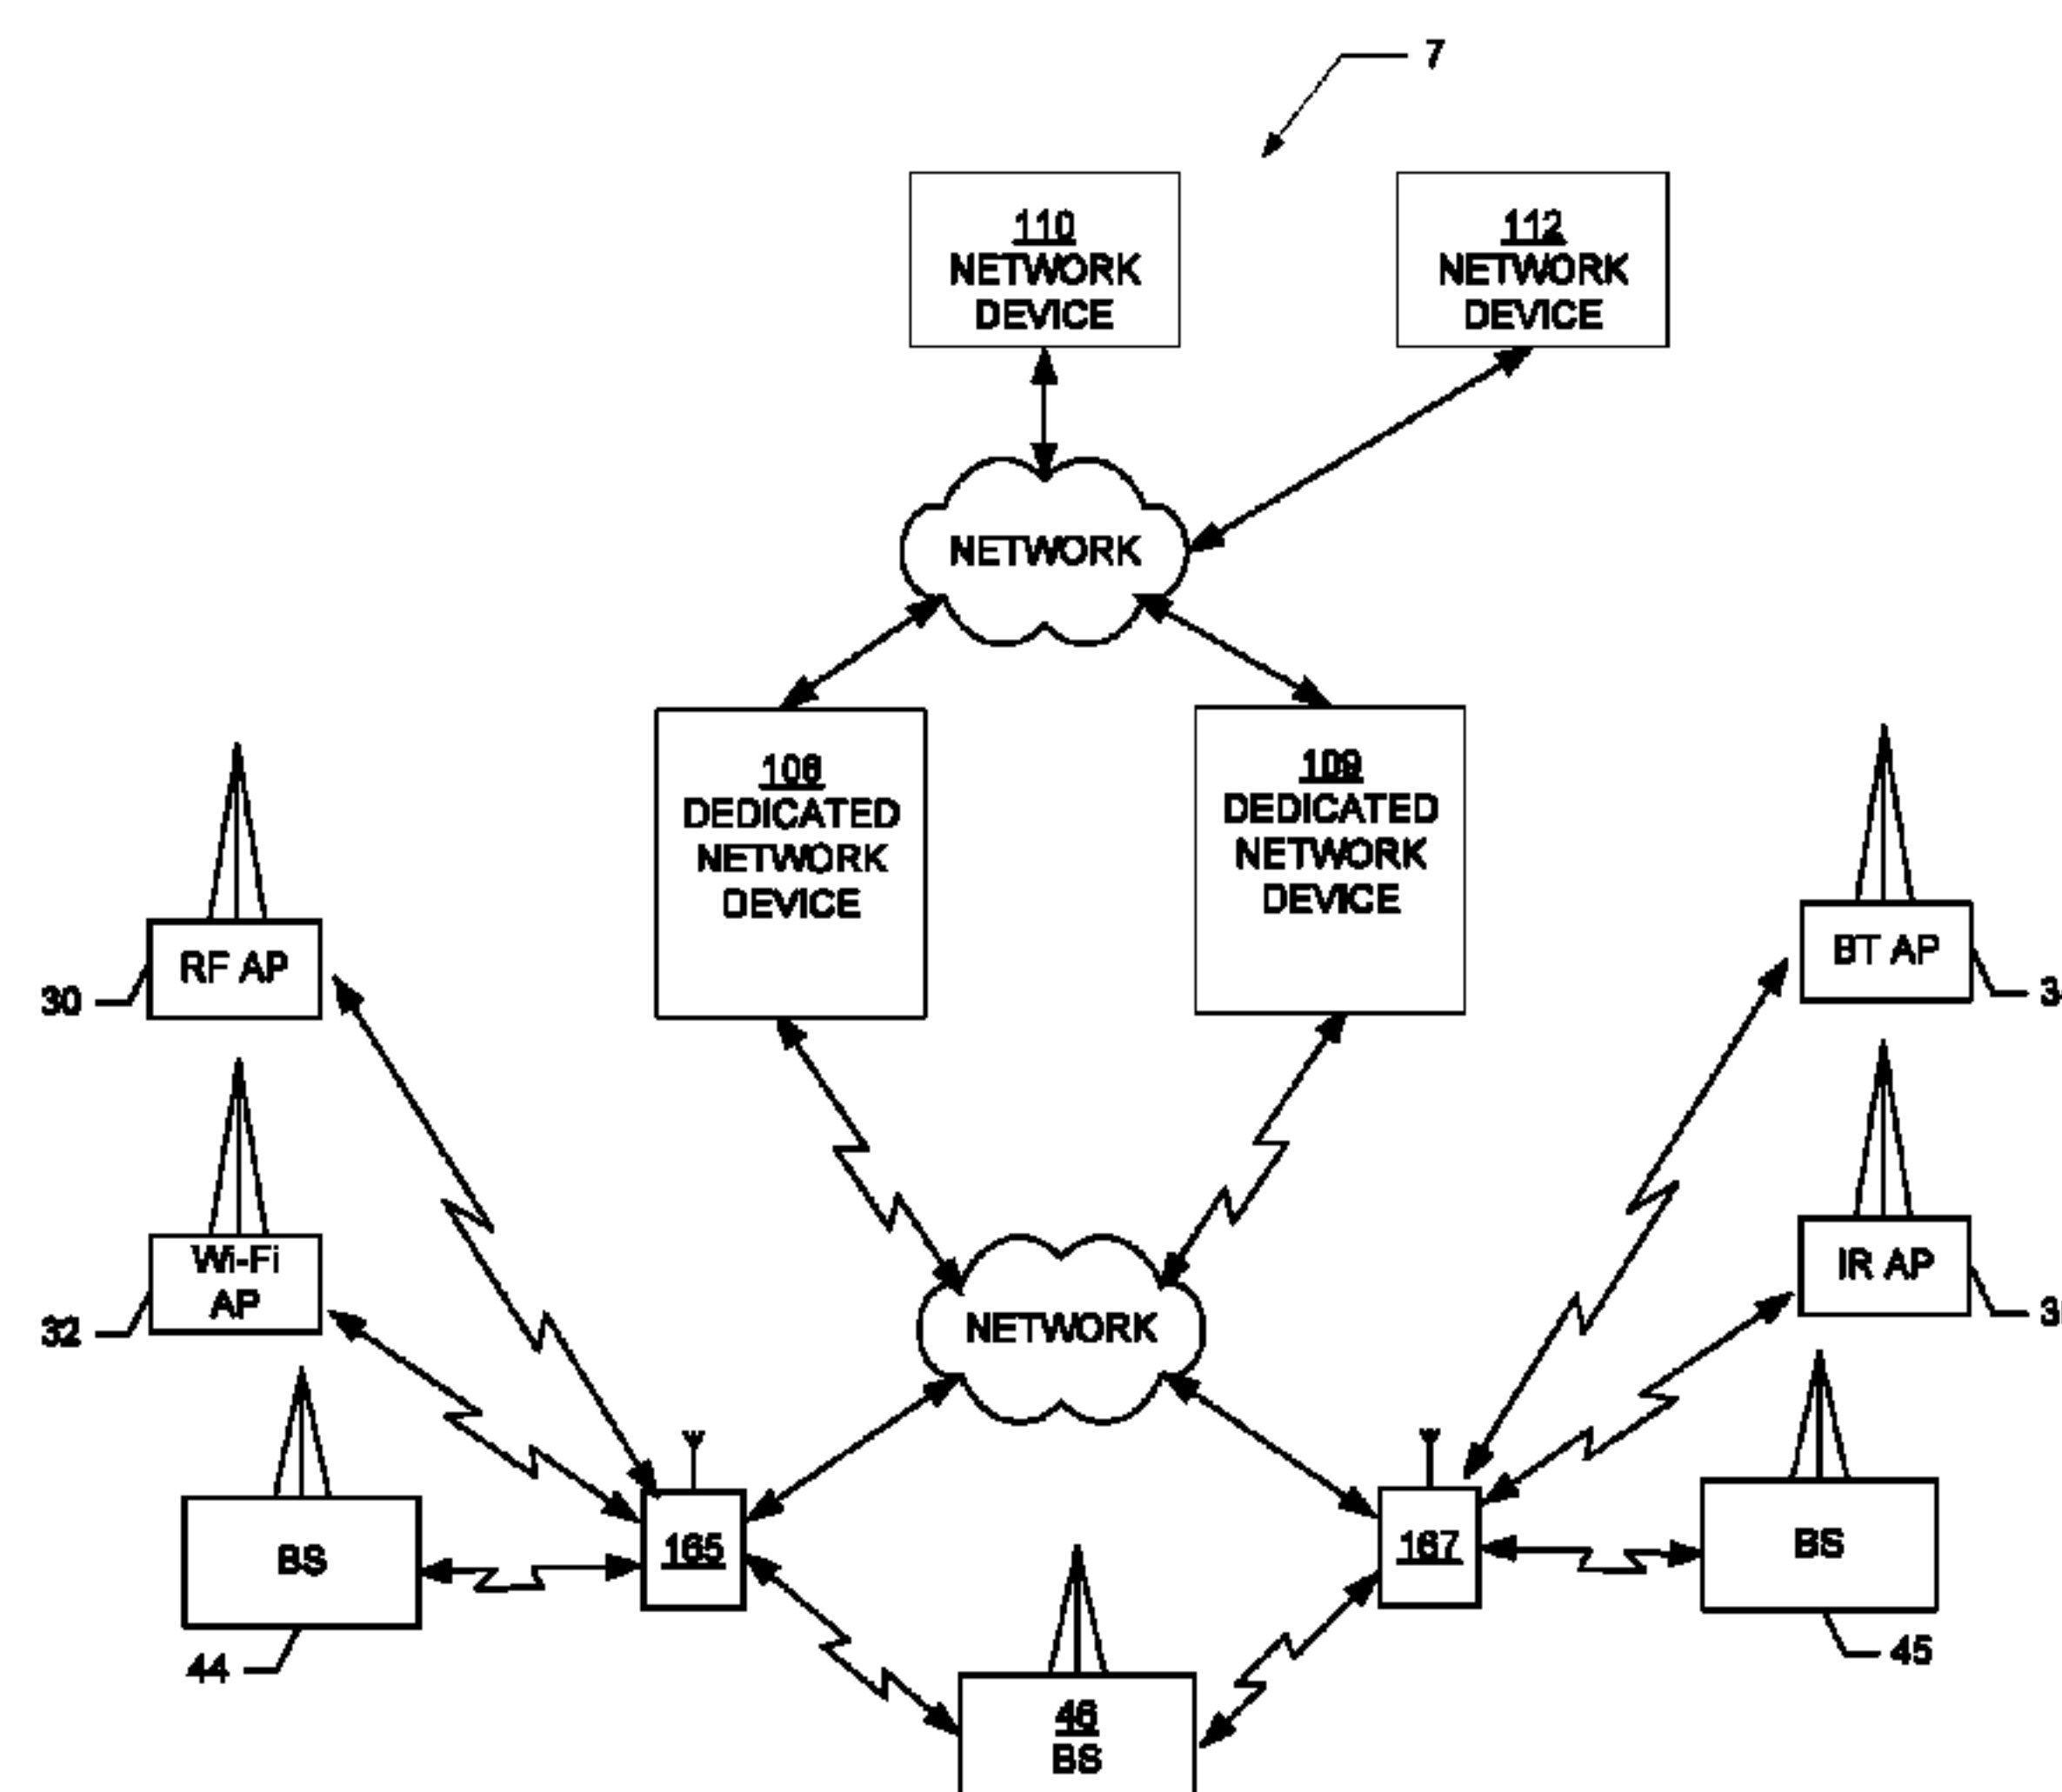 7
110
NETWORK
DEVICE
112
NETWORK
DEVICE
NETWORK
DEDICATED
NETWORK
DEVICE
109
DEDICATED
NETWORK
DEVICE
RF AP
30
BT AP
Wi-Fi
AP
32
IR AP
NETWORK
BS
44
165
167
BS
45
46
BS